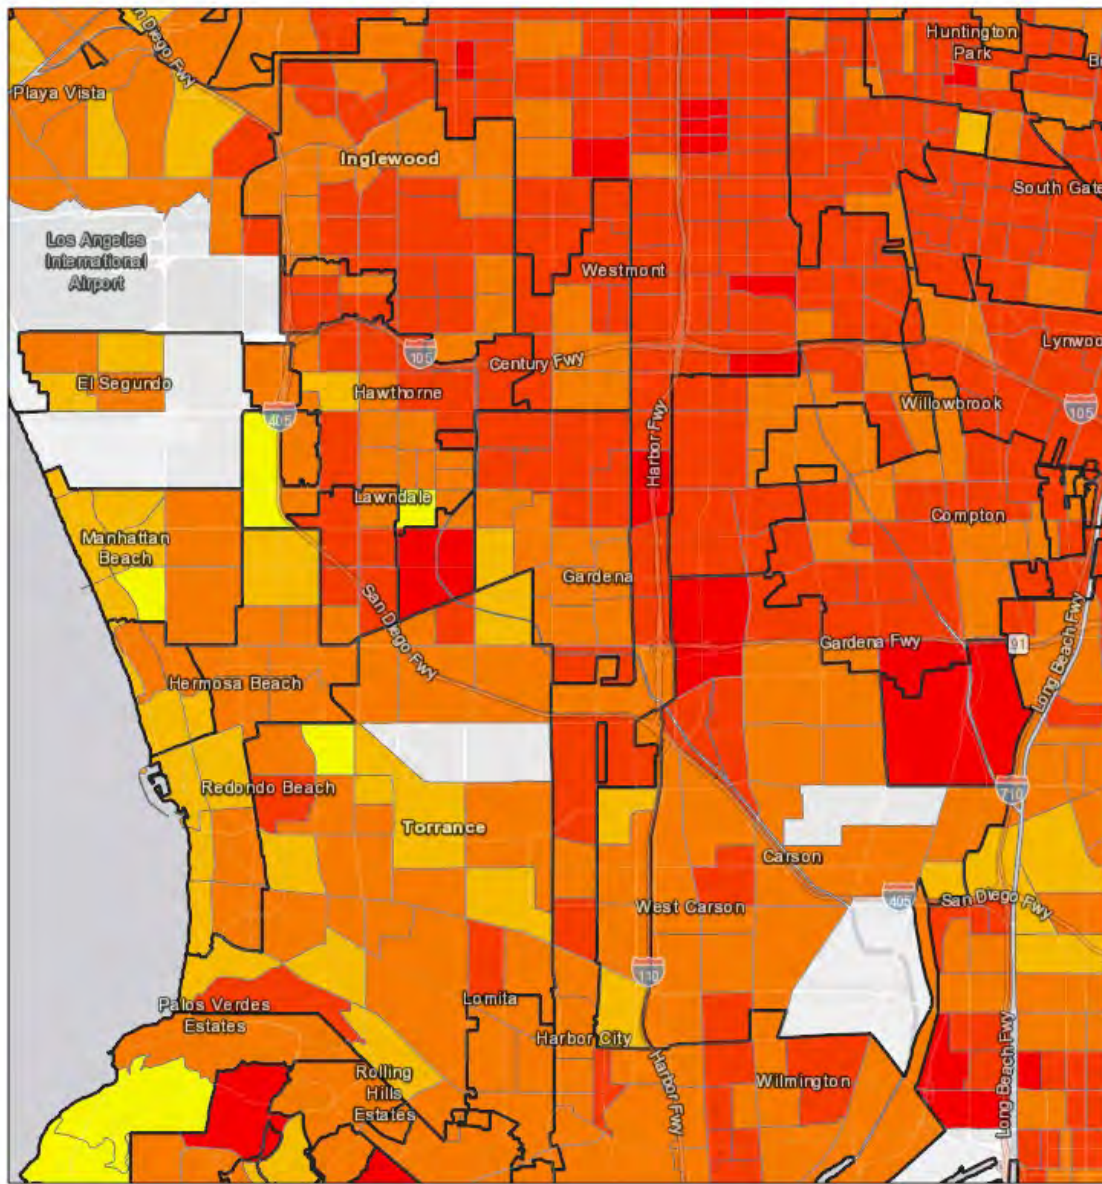 San Diego Fwy
Huntington
Park
Playa Vista
Inglewood
South Gate
Los Angeles
International
Airport
Westmont
105
Century Fwy
Lynwood
El Segundo
Hawthorne
Willowbrook
405
105
Harbor Fwy
Lawndale
Compton
Manhattan
Beach
Gardena
San Diego Fwy
Gardena Fwy
91
Long Beach Fwy
Hermosa Beach
Redondo Beach
710
Torrance
Carson
West Carson
405
San Diego Fwy
110
Palos Verdes
Estates
Lomita
Harbor City
Rolling
Hills
Estates
Harbor Fwy
Wilmington
Long Beach Fwy